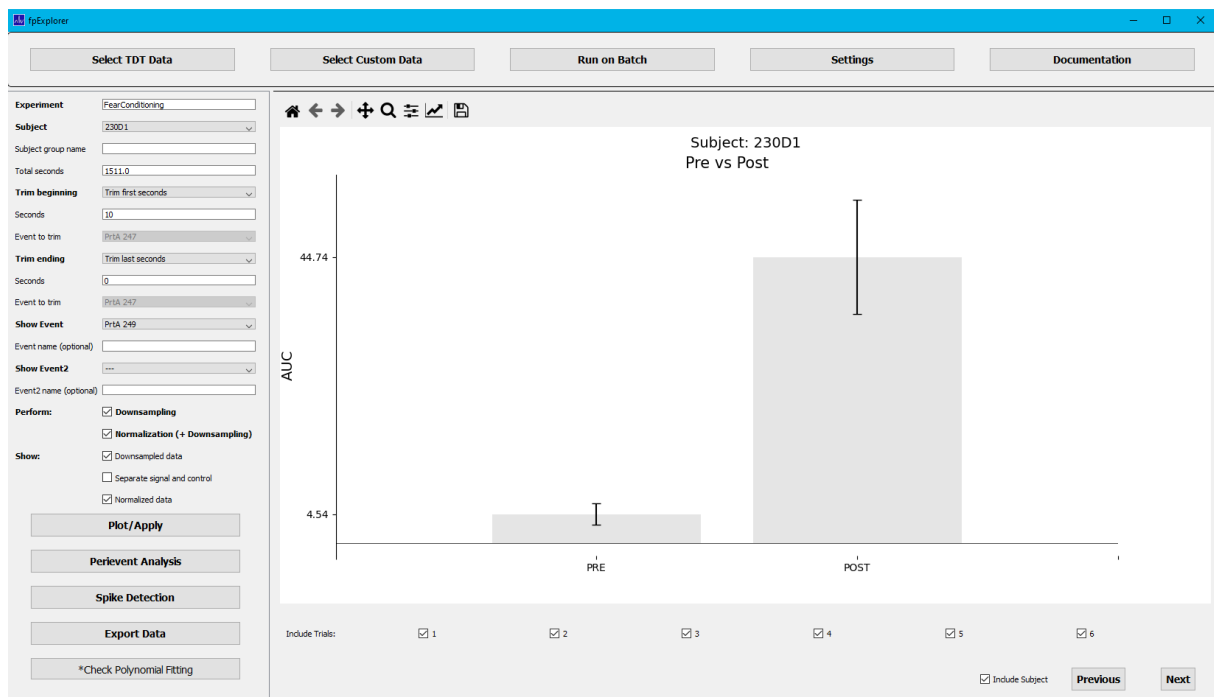 fpExplorer
Select TDT Data
Select Custom Data
Run on Batch
Settings
Documentation
Experiment
FearConditioning
Subject
230D1
Subject group name
Total seconds
1511.0
Trim beginning
Trim first seconds
Seconds
10
Event to trim
PrtA 247
Trim ending
Trim last seconds
Seconds
0
Event to trim
PrtA 247
Show Event
PrtA 249
Event name (optional)
Show Event2
---
Event2 name (optional)
Perform:
Downsampling
Normalization (+ Downsampling)
Show:
Downsampled data
Separate signal and control
Normalized data
Plot/Apply
Perievent Analysis
Spike Detection
Export Data
*Check Polynomial Fitting
Subject: 230D1
Pre vs Post
44.74
AUC
4.54
PRE
POST
Include Trials:
1
2
3
4
5
6
Include Subject
Previous
Next